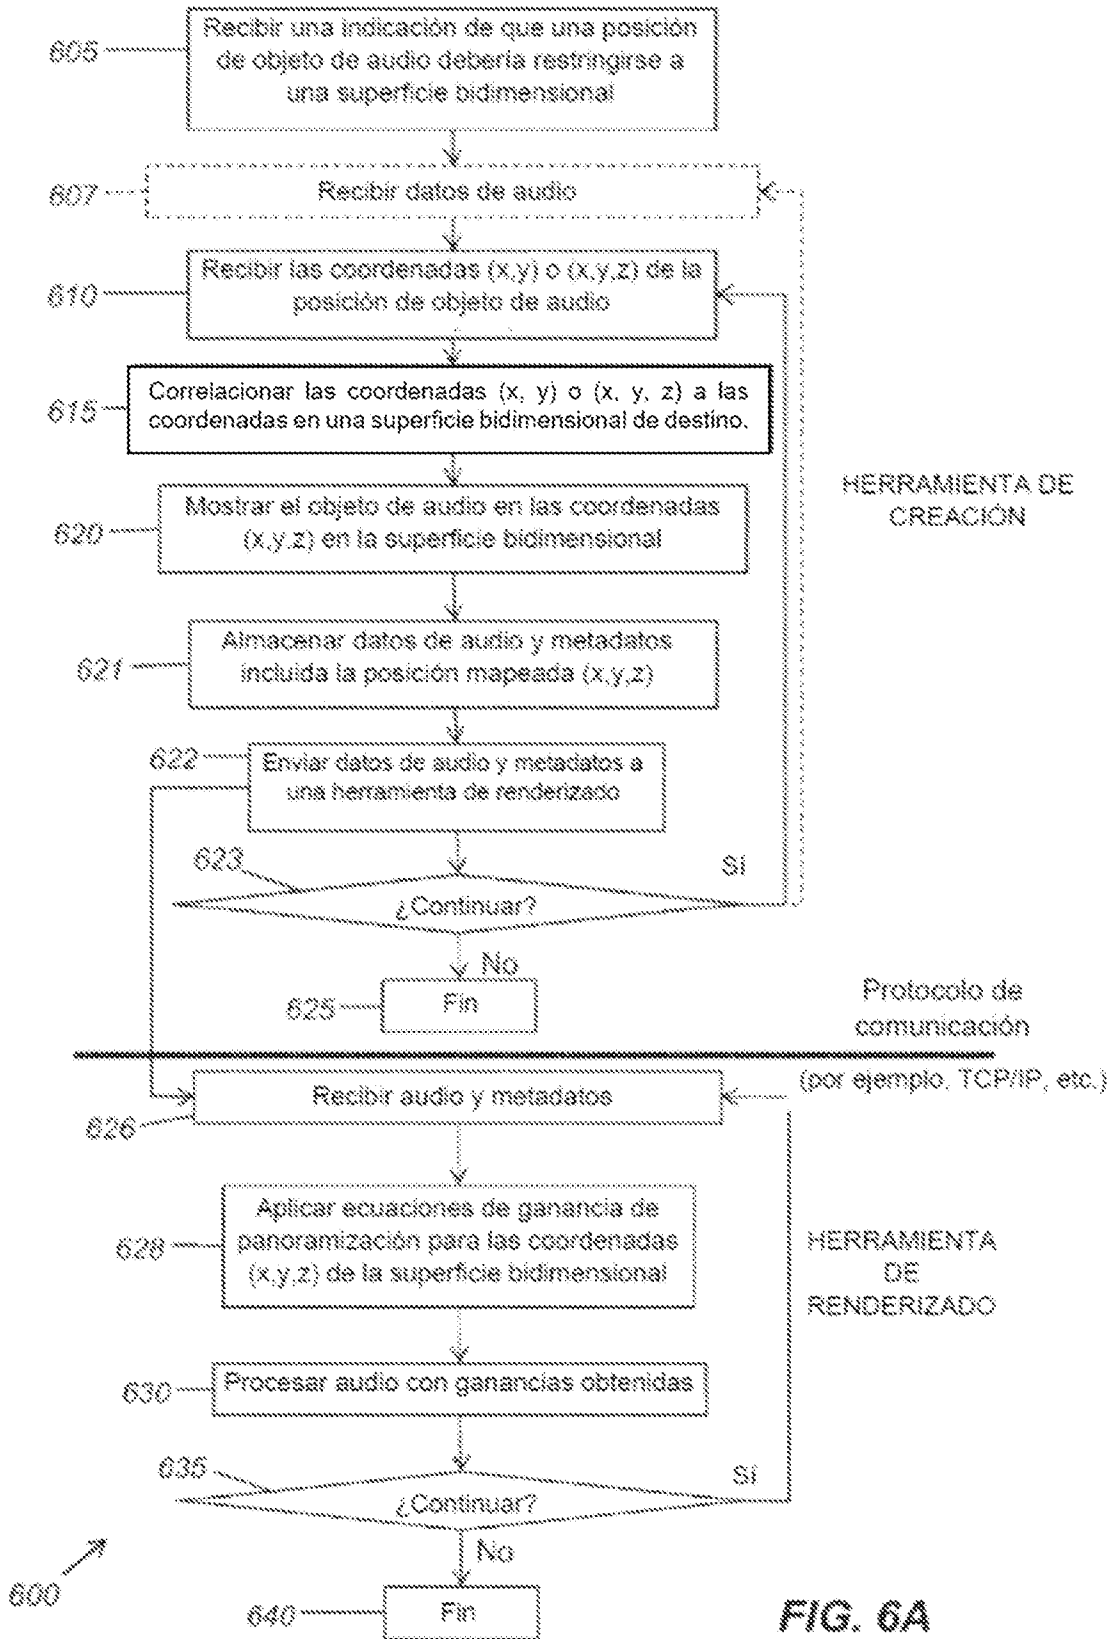 605
Recibir una indicación de que una posición
de objeto de audio debería restringirse a
una superficie bidimensional
607
Recibir datos de audio
610
Recibir las coordenadas (x,y) o (x,y,z) de la
posición de objeto de audio
615
Correlacionar las coordenadas (x, y) o (x, y, z) a las
coordenadas en una superficie bidimensional de destino.
HERRAMIENTA DE
CREACIÓN
620
Mostrar el objeto de audio en las coordenadas
(x,y,z) en la superficie bidimensional
621
Almacenar datos de audio y metadatos
incluida la posición mapeada (x,y,z)
622
Enviar datos de audio y metadatos a
una herramienta de renderizado
623
¿Continuar?
Sí
No
625
Fin
Protocolo de
comunicación
(por ejemplo, TCP/IP, etc.)
626
Recibir audio y metadatos
628
Aplicar ecuaciones de ganancia de
panoramización para las coordenadas
(x,y,z) de la superficie bidimensional
HERRAMIENTA
DE
RENDERIZADO
630
Procesar audio con ganancias obtenidas
635
¿Continuar?
Sí
No
640
Fin
600
FIG. 6A